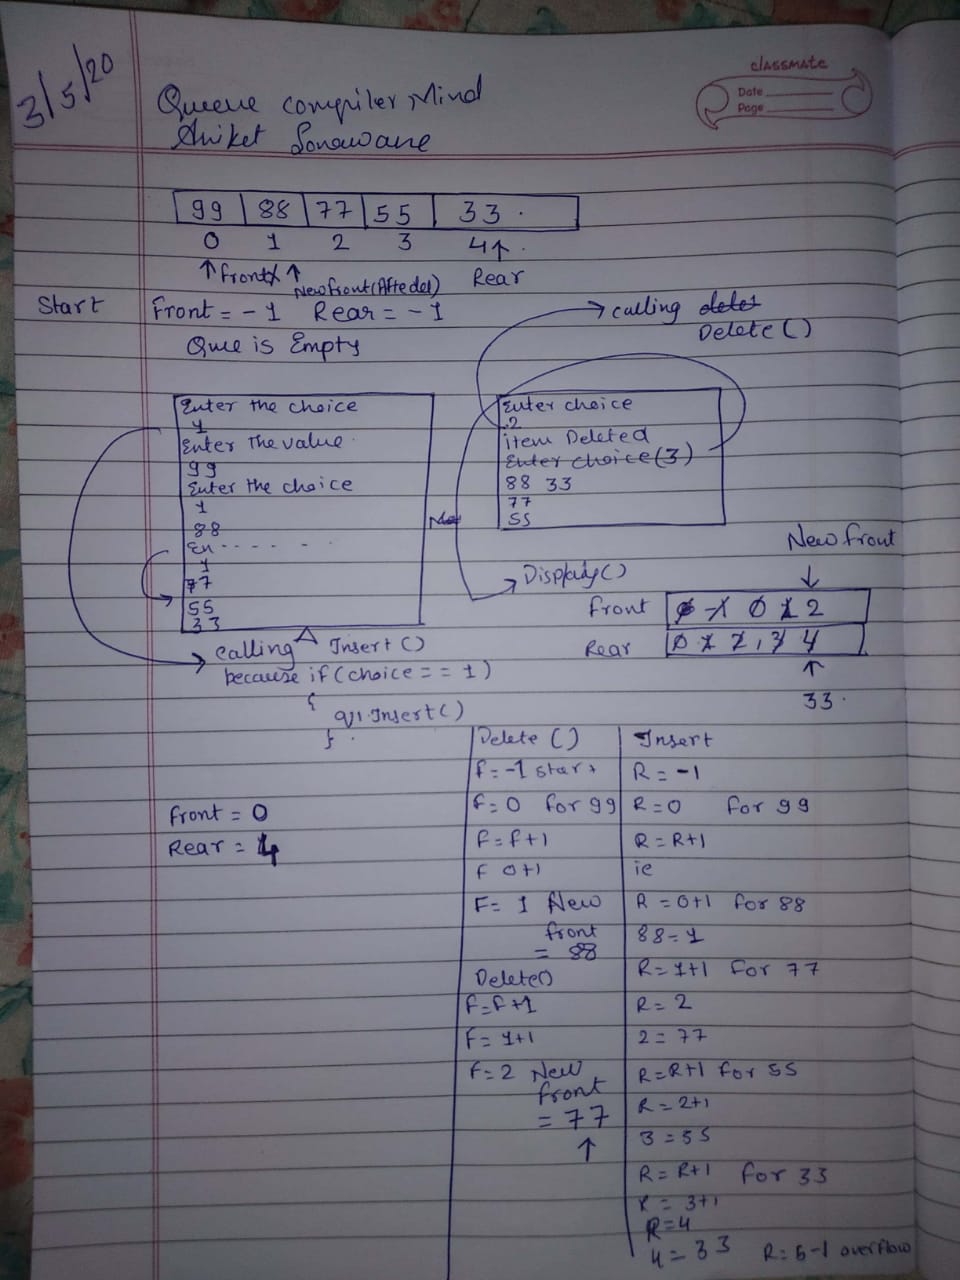 3/5/20
classmate
Date
Page
Queue compiler Mind
Aniket Sonawane
99 88 77 55 33
0 1 2 3 4
Front
New front (After del)
Rear
Start Front = -1 Rear = -1
Que is Empty
calling delet
Delete ()
Enter the choice
1
Enter The value
99
Enter the choice
1
88
En - - - - - -
1
77
55
33
Enter choice
2
item Deleted
Enter choice (3)
88 33
77
55
Display ()
New front
front 0 -1 0 1 2
Rear 0 1 2, 3 4
33
calling Insert ()
because if (choice == 1)
{
q1.Insert ()
}
front = 0
Rear = 4
Delete ()
F = -1 start
F = 0 for 99
F = F+1
F 0+1
F = 1 New
front
= 88
Delete()
F = F+1
F = 1+1
F = 2 New
front
= 77
Insert
R = -1
R = 0 for 99
R = R+1
ie
R = 0+1 for 88
88 = 1
R = 1+1 for 77
R = 2
2 = 77
R = R+1 for 55
R = 2+1
3 = 55
R = R+1 for 33
R = 3+1
R = 4
4 = 33 R = 5-1 overflow